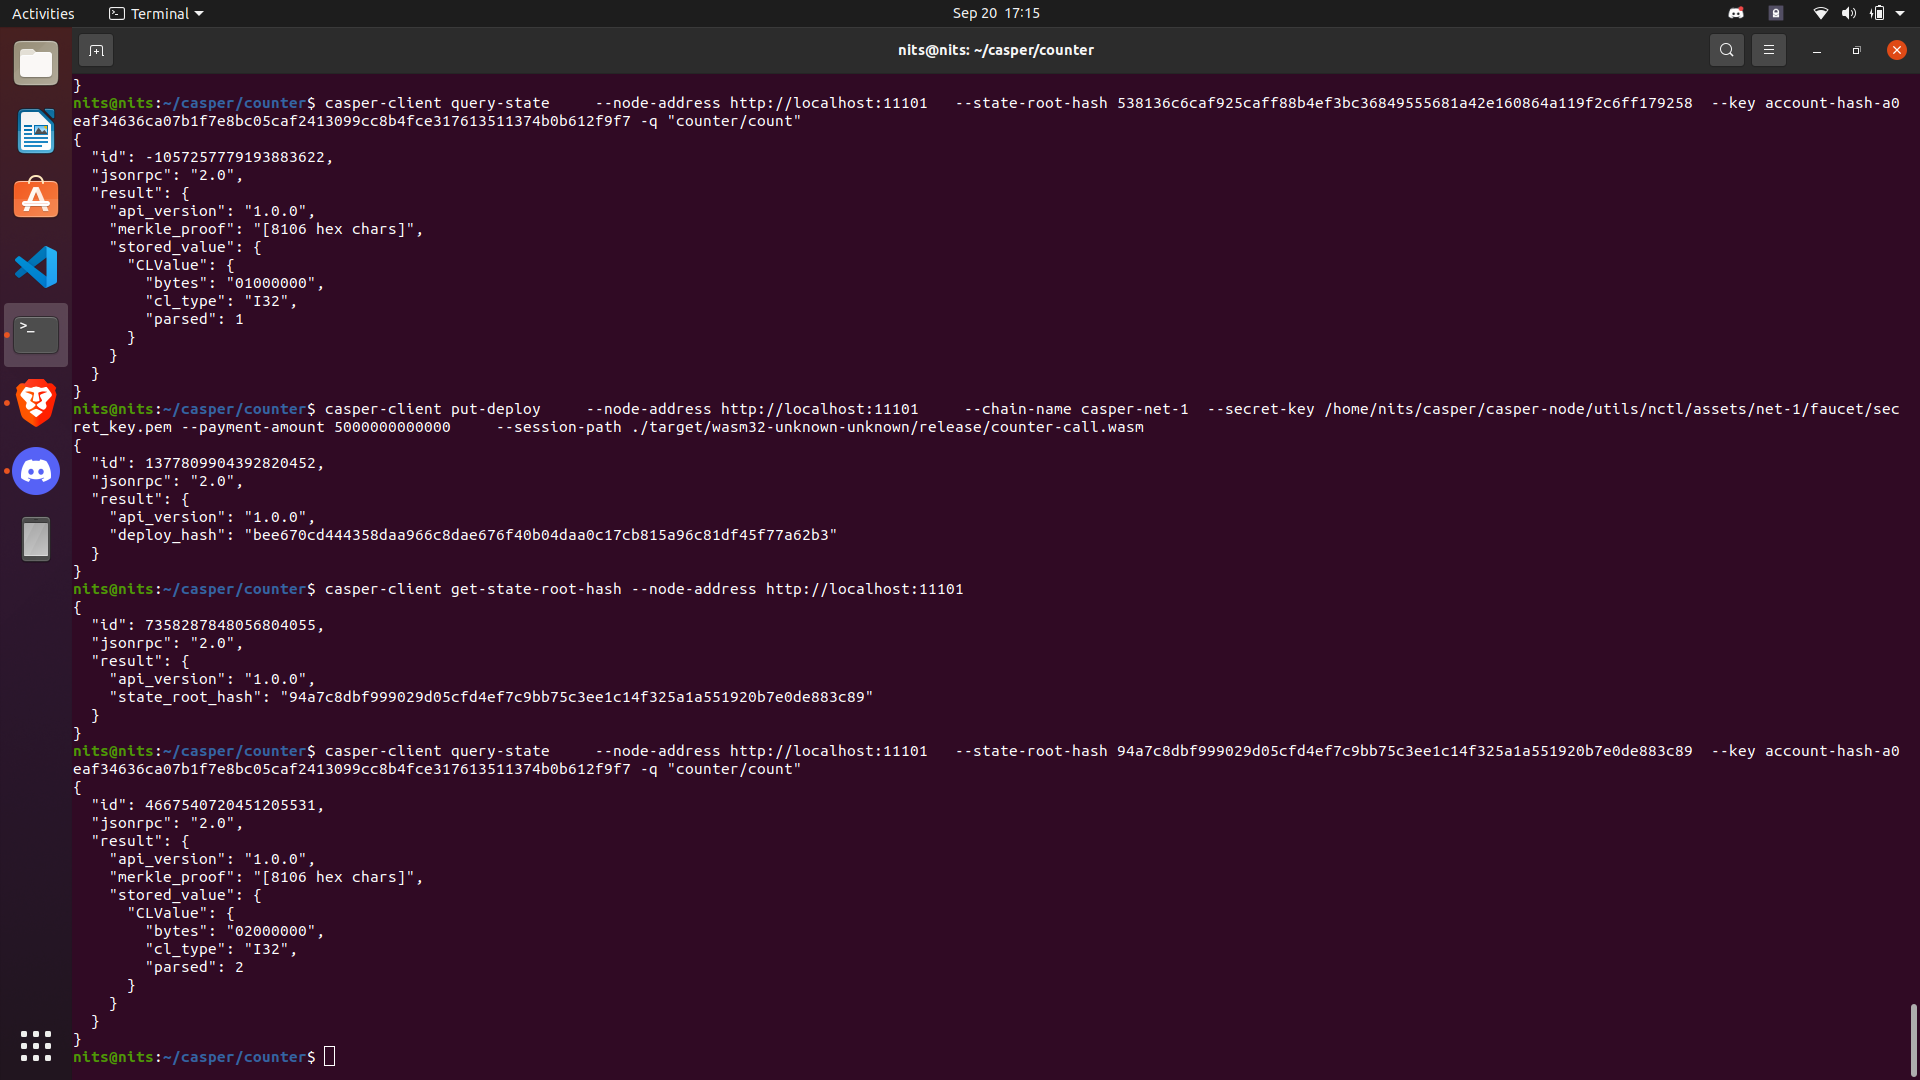 Activities
Terminal
Sep 20 17:15
nits@nits: ~/casper/counter
}
nits@nits:~/casper/counter$ casper-client query-state     --node-address http://localhost:11101   --state-root-hash 538136c6caf925caff88b4ef3bc36849555681a42e160864a119f2c6ff179258  --key account-hash-a0
eaf34636ca07b1f7e8bc05caf2413099cc8b4fce317613511374b0b612f9f7 -q "counter/count"
{
  "id": -1057257779193883622,
  "jsonrpc": "2.0",
  "result": {
    "api_version": "1.0.0",
    "merkle_proof": "[8106 hex chars]",
    "stored_value": {
      "CLValue": {
        "bytes": "01000000",
        "cl_type": "I32",
        "parsed": 1
      }
    }
  }
}
nits@nits:~/casper/counter$ casper-client put-deploy     --node-address http://localhost:11101     --chain-name casper-net-1  --secret-key /home/nits/casper/casper-node/utils/nctl/assets/net-1/faucet/sec
ret_key.pem --payment-amount 5000000000000     --session-path ./target/wasm32-unknown-unknown/release/counter-call.wasm
{
  "id": 1377809904392820452,
  "jsonrpc": "2.0",
  "result": {
    "api_version": "1.0.0",
    "deploy_hash": "bee670cd444358daa966c8dae676f40b04daa0c17cb815a96c81df45f77a62b3"
  }
}
nits@nits:~/casper/counter$ casper-client get-state-root-hash --node-address http://localhost:11101
{
  "id": 7358287848056804055,
  "jsonrpc": "2.0",
  "result": {
    "api_version": "1.0.0",
    "state_root_hash": "94a7c8dbf999029d05cfd4ef7c9bb75c3ee1c14f325a1a551920b7e0de883c89"
  }
}
nits@nits:~/casper/counter$ casper-client query-state     --node-address http://localhost:11101   --state-root-hash 94a7c8dbf999029d05cfd4ef7c9bb75c3ee1c14f325a1a551920b7e0de883c89  --key account-hash-a0
eaf34636ca07b1f7e8bc05caf2413099cc8b4fce317613511374b0b612f9f7 -q "counter/count"
{
  "id": 4667540720451205531,
  "jsonrpc": "2.0",
  "result": {
    "api_version": "1.0.0",
    "merkle_proof": "[8106 hex chars]",
    "stored_value": {
      "CLValue": {
        "bytes": "02000000",
        "cl_type": "I32",
        "parsed": 2
      }
    }
  }
}
nits@nits:~/casper/counter$